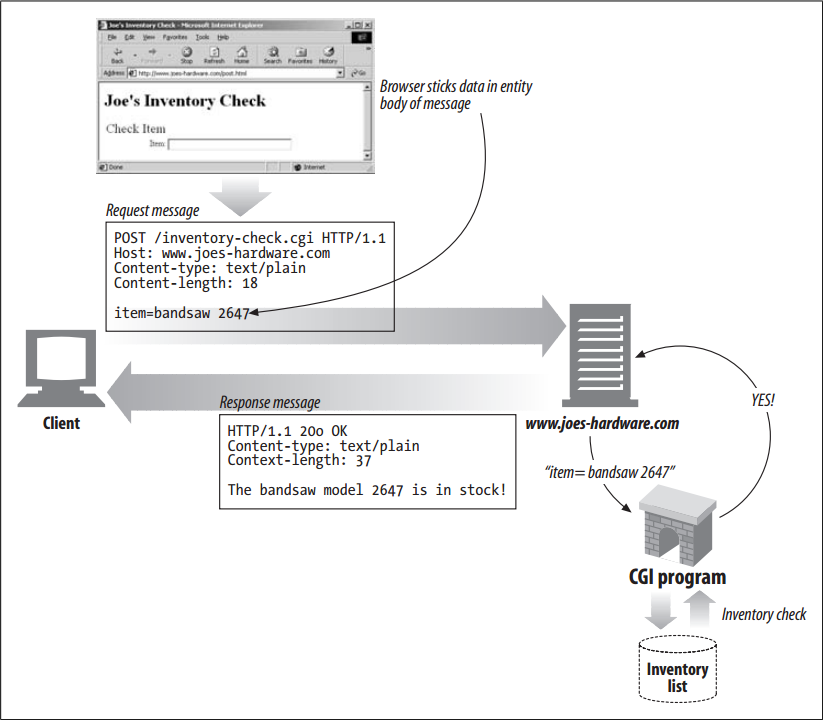 Joe's Inventory Check - Microsoft Internet Explorer
File Edit View Favorites Tools Help
Back Forward Stop Refresh Home Search Favorites History
Address http://www.joes-hardware.com/post.html Go
Joe's Inventory Check
Check Item
Item:
Done Internet
Browser sticks data in entity
body of message
Request message
POST /inventory-check.cgi HTTP/1.1
Host: www.joes-hardware.com
Content-type: text/plain
Content-length: 18
item=bandsaw 2647
Client
Response message
HTTP/1.1 20o OK
Content-type: text/plain
Context-length: 37
The bandsaw model 2647 is in stock!
www.joes-hardware.com
YES!
“item= bandsaw 2647”
CGI program
Inventory check
Inventory
list